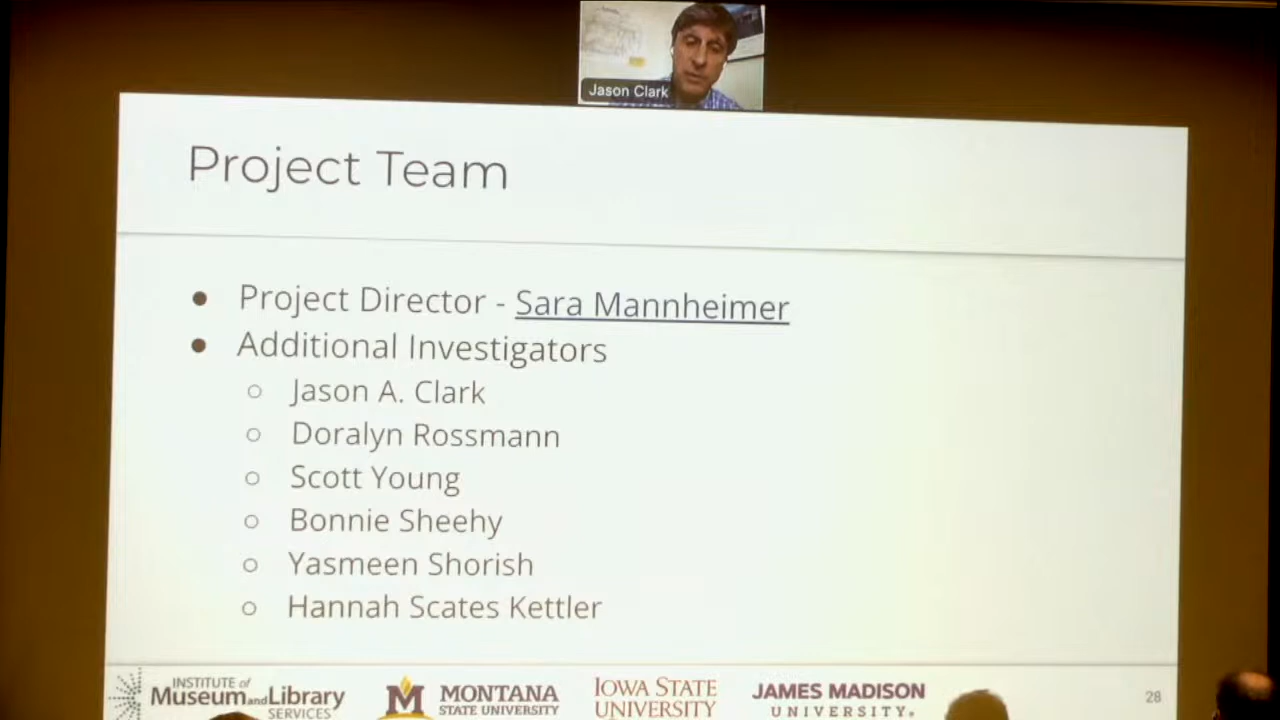 Jason Clark
Project Team
● Project Director - Sara Mannheimer
● Additional Investigators
○ Jason A. Clark
○ Doralyn Rossmann
○ Scott Young
○ Bonnie Sheehy
○ Yasmeen Shorish
○ Hannah Scates Kettler
INSTITUTE of
Museum and Library
SERVICES
M
MONTANA
STATE UNIVERSITY
IOWA STATE
UNIVERSITY
JAMES MADISON
UNIVERSITY®
28